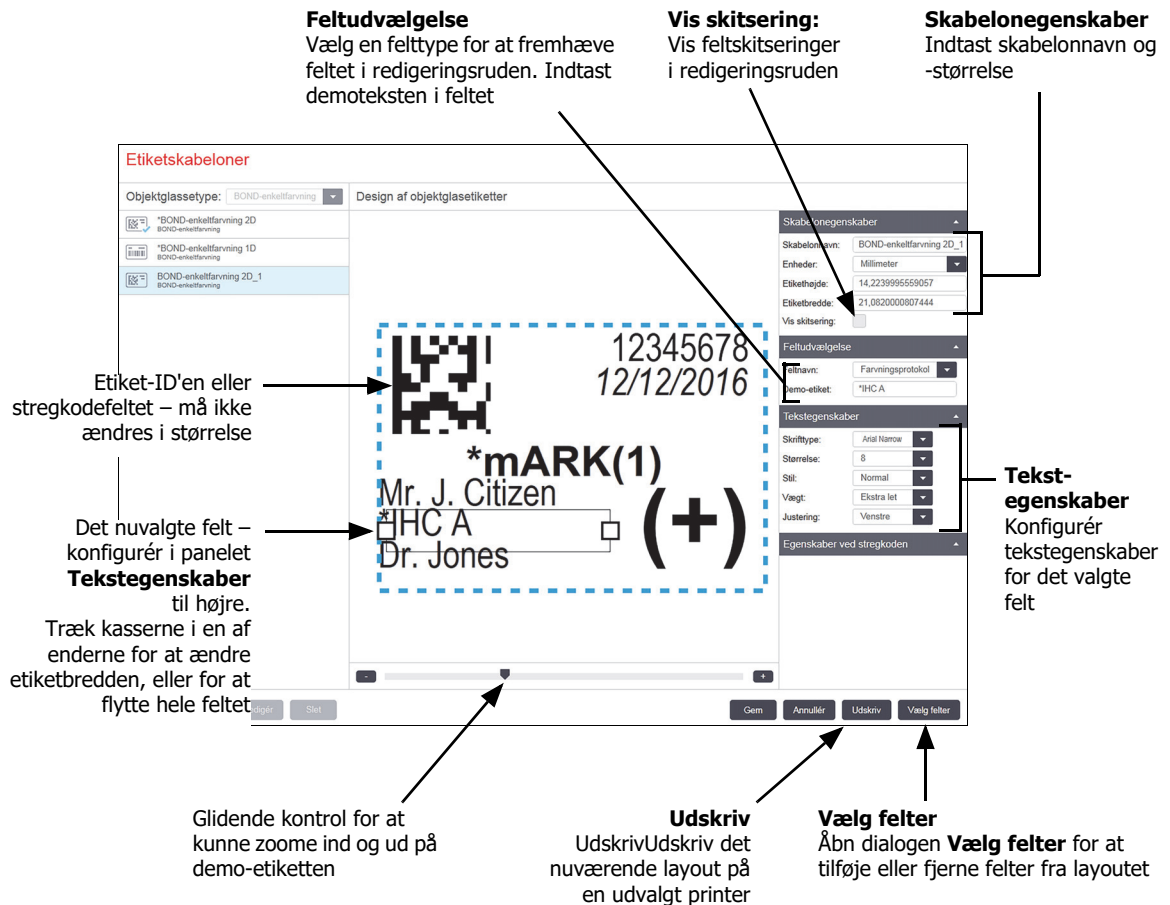 Feltudvælgelse
Vælg en felttype for at fremhæve
feltet i redigeringsruden. Indtast
demoteksten i feltet
Vis skitsering:
Vis feltskitseringer
i redigeringsruden
Skabelonegenskaber
Indtast skabelonnavn og
-størrelse
Etiketskabeloner
Objektglassetype:
BOND-enkeltfarvning
Design af objektglasetiketter
*BOND-enkeltfarvning 2D
BOND-enkeltfarvning
*BOND-enkeltfarvning 1D
BOND-enkeltfarvning
BOND-enkeltfarvning 2D_1
BOND-enkeltfarvning
Skabelonegenskaber
Skabelonnavn: BOND-enkeltfarvning 2D_1
Enheder: Millimeter
Etikethøjde: 14,2239995559057
Etiketbredde: 21,0820000807444
Vis skitsering:
Feltudvælgelse
Feltnavn: Farvningsprotokol
Demo-etiket: *IHC A
Tekstegenskaber
Skrifttype: Arial Narrow
Størrelse: 8
Stil: Normal
Vægt: Ekstra let
Justering: Venstre
Egenskaber ved stregkoden
12345678
12/12/2016
*mARK(1)
Mr. J. Citizen
*IHC A
Dr. Jones
(+)
Etiket-ID'en eller
stregkodefeltet – må ikke
ændres i størrelse
Det nuvalgte felt –
konfigurér i panelet
Tekstegenskaber
til højre.
Træk kasserne i en af
enderne for at ændre
etiketbredden, eller for at
flytte hele feltet
Tekst-
egenskaber
Konfigurér
tekstegenskaber
for det valgte
felt
- +
Slet
Gem
Annullér
Udskriv
Vælg felter
Glidende kontrol for at
kunne zoome ind og ud på
demo-etiketten
Udskriv
UdskrivUdskriv det
nuværende layout på
en udvalgt printer
Vælg felter
Åbn dialogen Vælg felter for at
tilføje eller fjerne felter fra layoutet